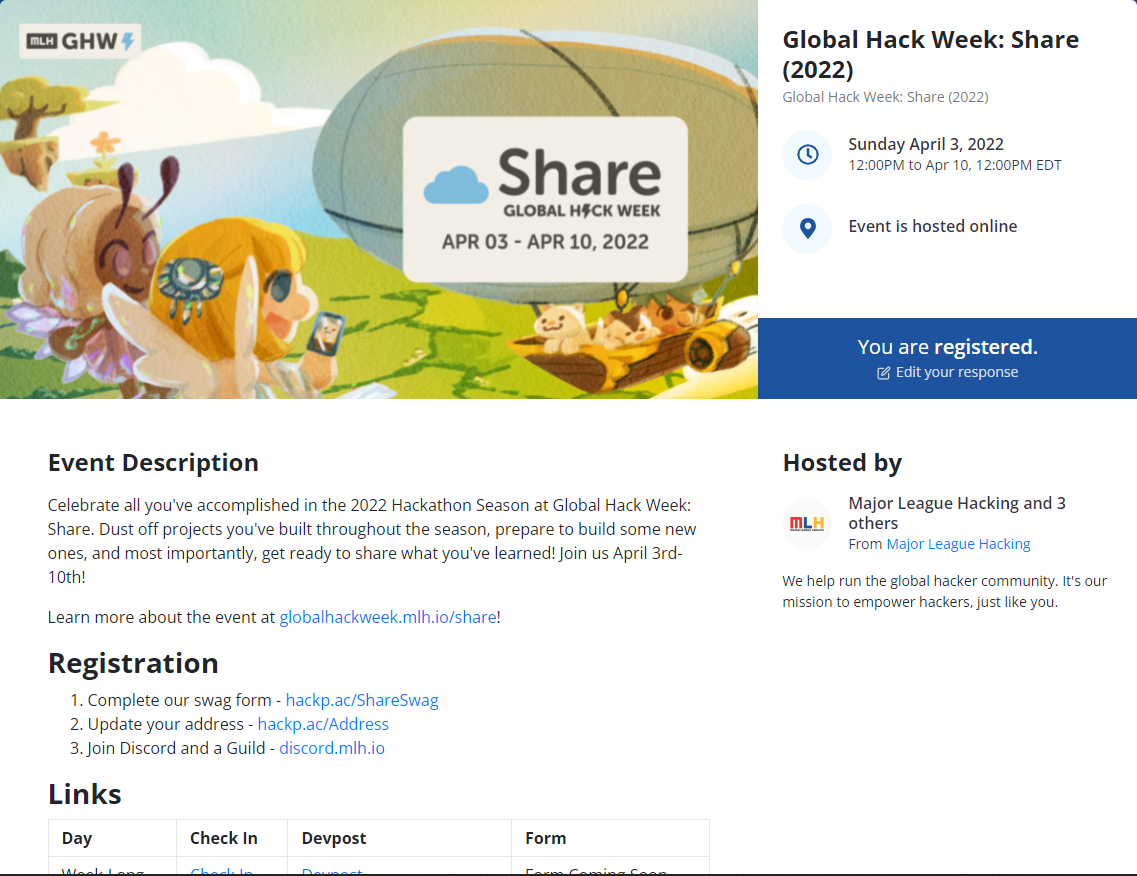 MLH GHW
Share
GLOBAL HACK WEEK
APR 03 - APR 10, 2022
Global Hack Week: Share
(2022)
Global Hack Week: Share (2022)
Sunday April 3, 2022
12:00PM to Apr 10, 12:00PM EDT
Event is hosted online
You are registered.
Edit your response
Event Description
Celebrate all you've accomplished in the 2022 Hackathon Season at Global Hack Week:
Share. Dust off projects you've built throughout the season, prepare to build some new
ones, and most importantly, get ready to share what you've learned! Join us April 3rd-
10th!
Learn more about the event at globalhackweek.mlh.io/share!
Registration
1. Complete our swag form - hackp.ac/ShareSwag
2. Update your address - hackp.ac/Address
3. Join Discord and a Guild - discord.mlh.io
Links
Day Check In Devpost Form
Week-Long Check In Devpost Form Coming Soon
Hosted by
MLH
Major League Hacking and 3
others
From Major League Hacking
We help run the global hacker community. It's our
mission to empower hackers, just like you.